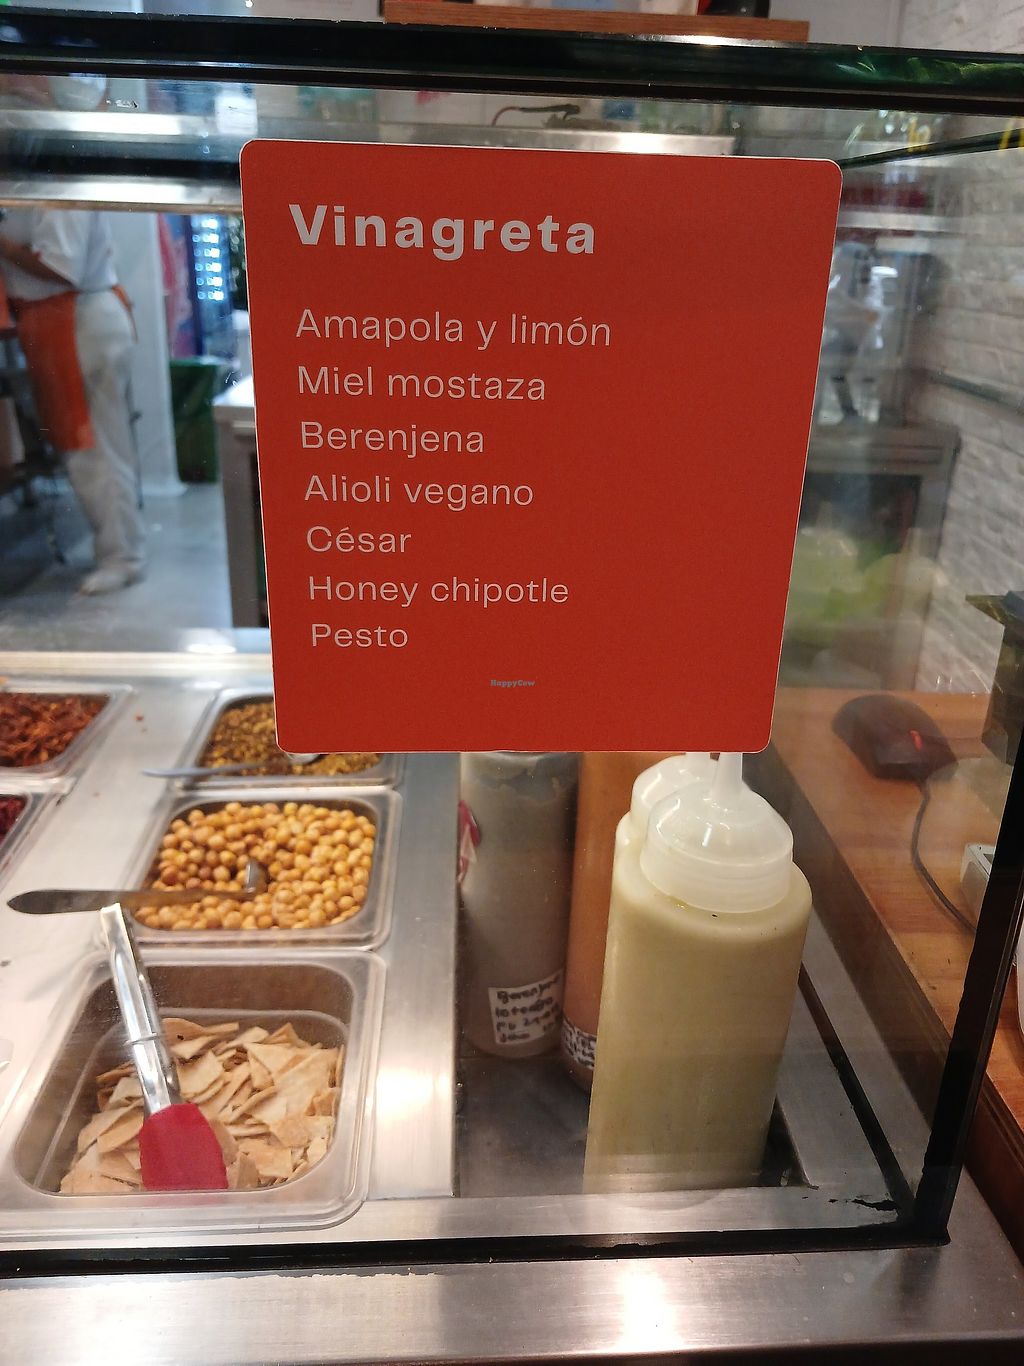 Vinagreta
Amapola y limón
Miel mostaza
Berenjena
Alioli vegano
César
Honey chipotle
Pesto
HappyCow